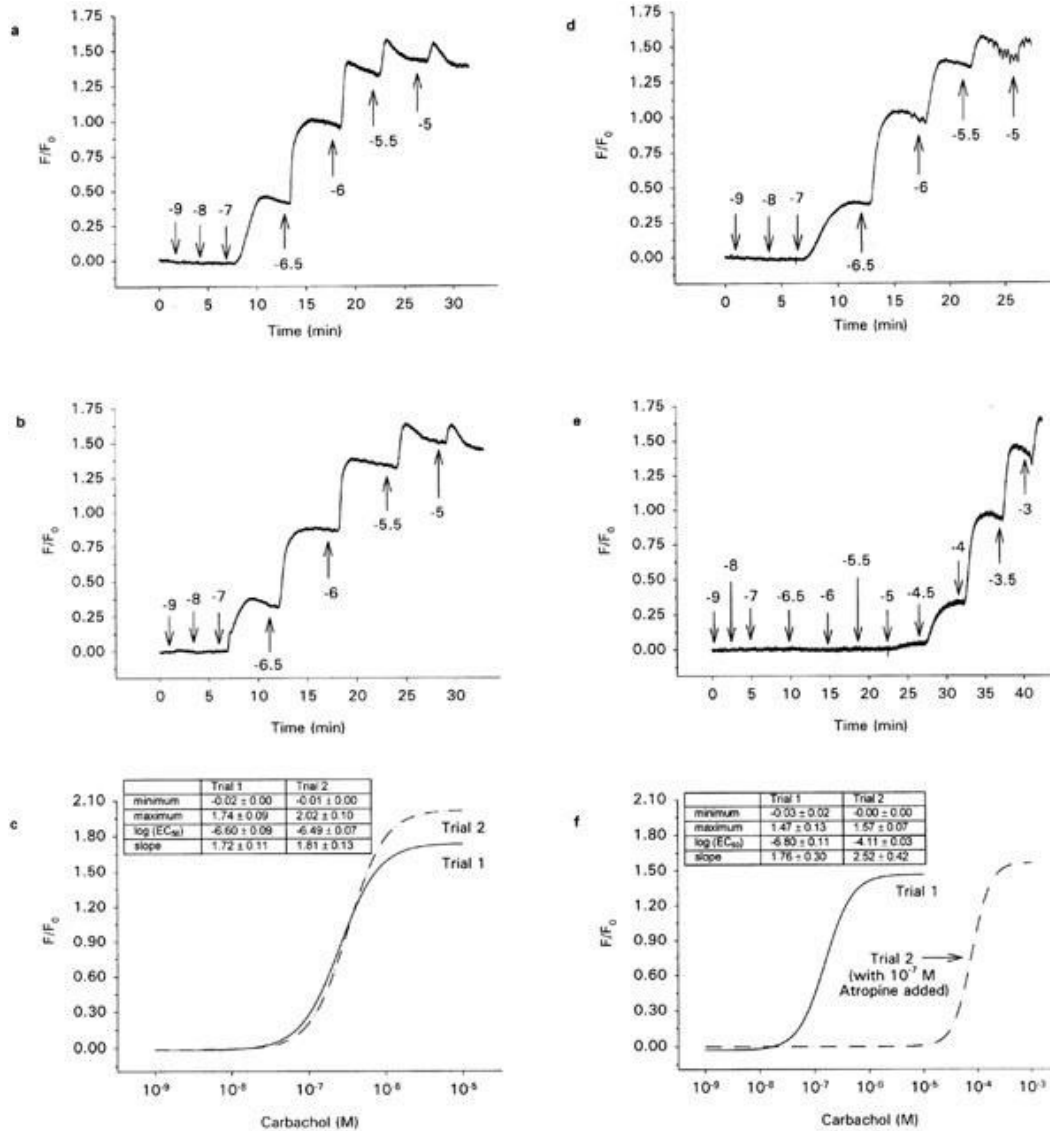 a
1.75
1.50
1.25
1.00
0.75
0.50
0.25
0.00
F/F0
-9 -8 -7
-6.5
-6
-5.5
-5
0 5 10 15 20 25 30
Time (min)
d
1.75
1.50
1.25
1.00
0.75
0.50
0.25
0.00
F/F0
-9 -8 -7
-6.5
-6
-5.5
-5
0 5 10 15 20 25
Time (min)
b
1.75
1.50
1.25
1.00
0.75
0.50
0.25
0.00
F/F0
-9 -8 -7
-6.5
-6
-5.5
-5
0 5 10 15 20 25 30
Time (min)
e
1.75
1.50
1.25
1.00
0.75
0.50
0.25
0.00
F/F0
-9 -8 -7 -6.5 -6 -5.5 -5 -4.5 -4
-3.5
-3
0 5 10 15 20 25 30 35 40
Time (min)
c
Trial 1 Trial 2
minimum -0.02 ± 0.00 -0.01 ± 0.00
maximum 1.74 ± 0.09 2.02 ± 0.10
log (EC50) -6.60 ± 0.09 -6.49 ± 0.07
slope 1.72 ± 0.11 1.81 ± 0.13
2.10
1.80
1.50
1.20
0.90
0.60
0.30
0.00
F/F0
Trial 2
Trial 1
10-9 10-8 10-7 10-6 10-5
Carbachol (M)
f
Trial 1 Trial 2
minimum -0.03 ± 0.02 -0.00 ± 0.00
maximum 1.47 ± 0.13 1.57 ± 0.07
log (EC50) -6.80 ± 0.11 -4.11 ± 0.03
slope 1.76 ± 0.30 2.52 ± 0.42
2.10
1.80
1.50
1.20
0.90
0.60
0.30
0.00
F/F0
Trial 1
Trial 2
(with 10-7 M
Atropine added)
10-9 10-8 10-7 10-6 10-5 10-4 10-3
Carbachol (M)